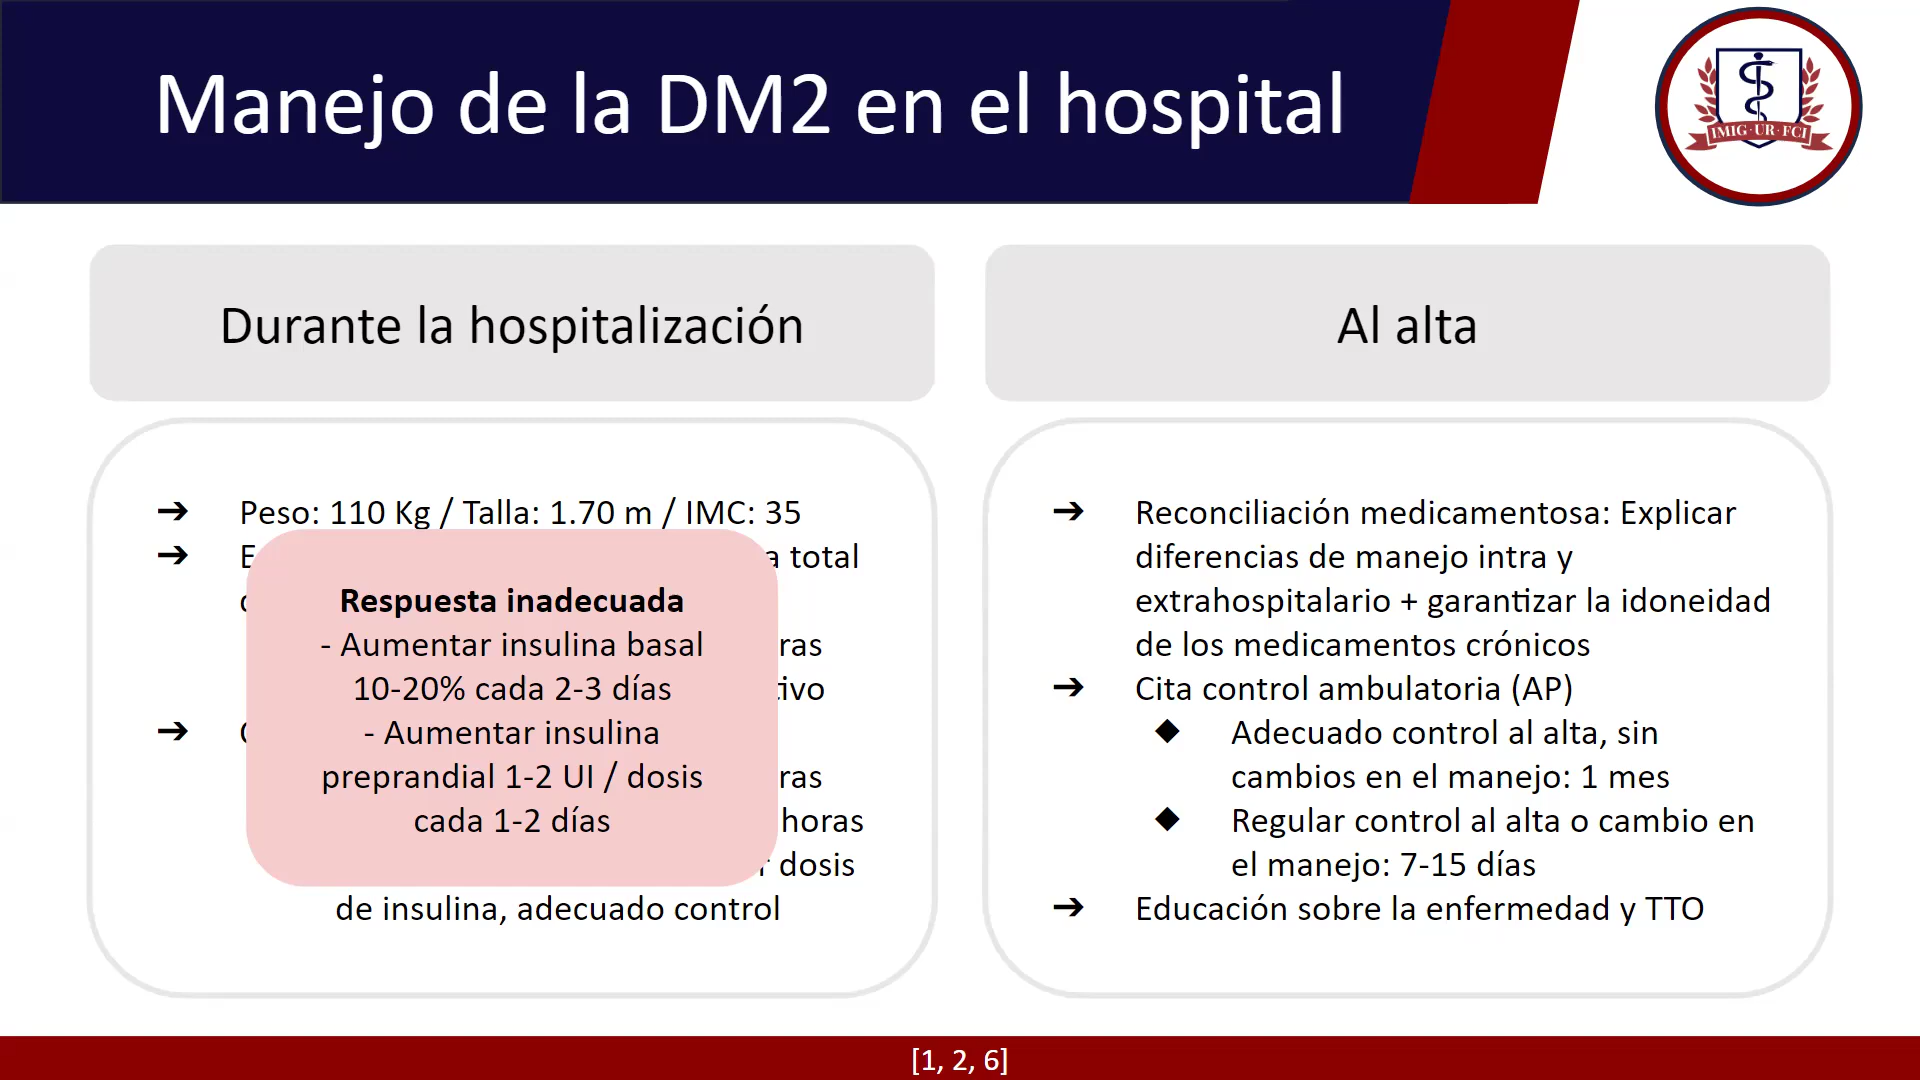 Manejo de la DM2 en el hospital
IMIG·UR·FCI
Durante la hospitalización
➔ Peso: 110 Kg / Talla: 1.70 m / IMC: 35
total
Respuesta inadecuada
- Aumentar insulina basal
10-20% cada 2-3 días
- Aumentar insulina
preprandial 1-2 UI / dosis
cada 1-2 días
horas
dosis
de insulina, adecuado control
Al alta
➔ Reconciliación medicamentosa: Explicar
diferencias de manejo intra y
extrahospitalario + garantizar la idoneidad
de los medicamentos crónicos
➔ Cita control ambulatoria (AP)
◆ Adecuado control al alta, sin
cambios en el manejo: 1 mes
◆ Regular control al alta o cambio en
el manejo: 7-15 días
➔ Educación sobre la enfermedad y TTO
[1, 2, 6]